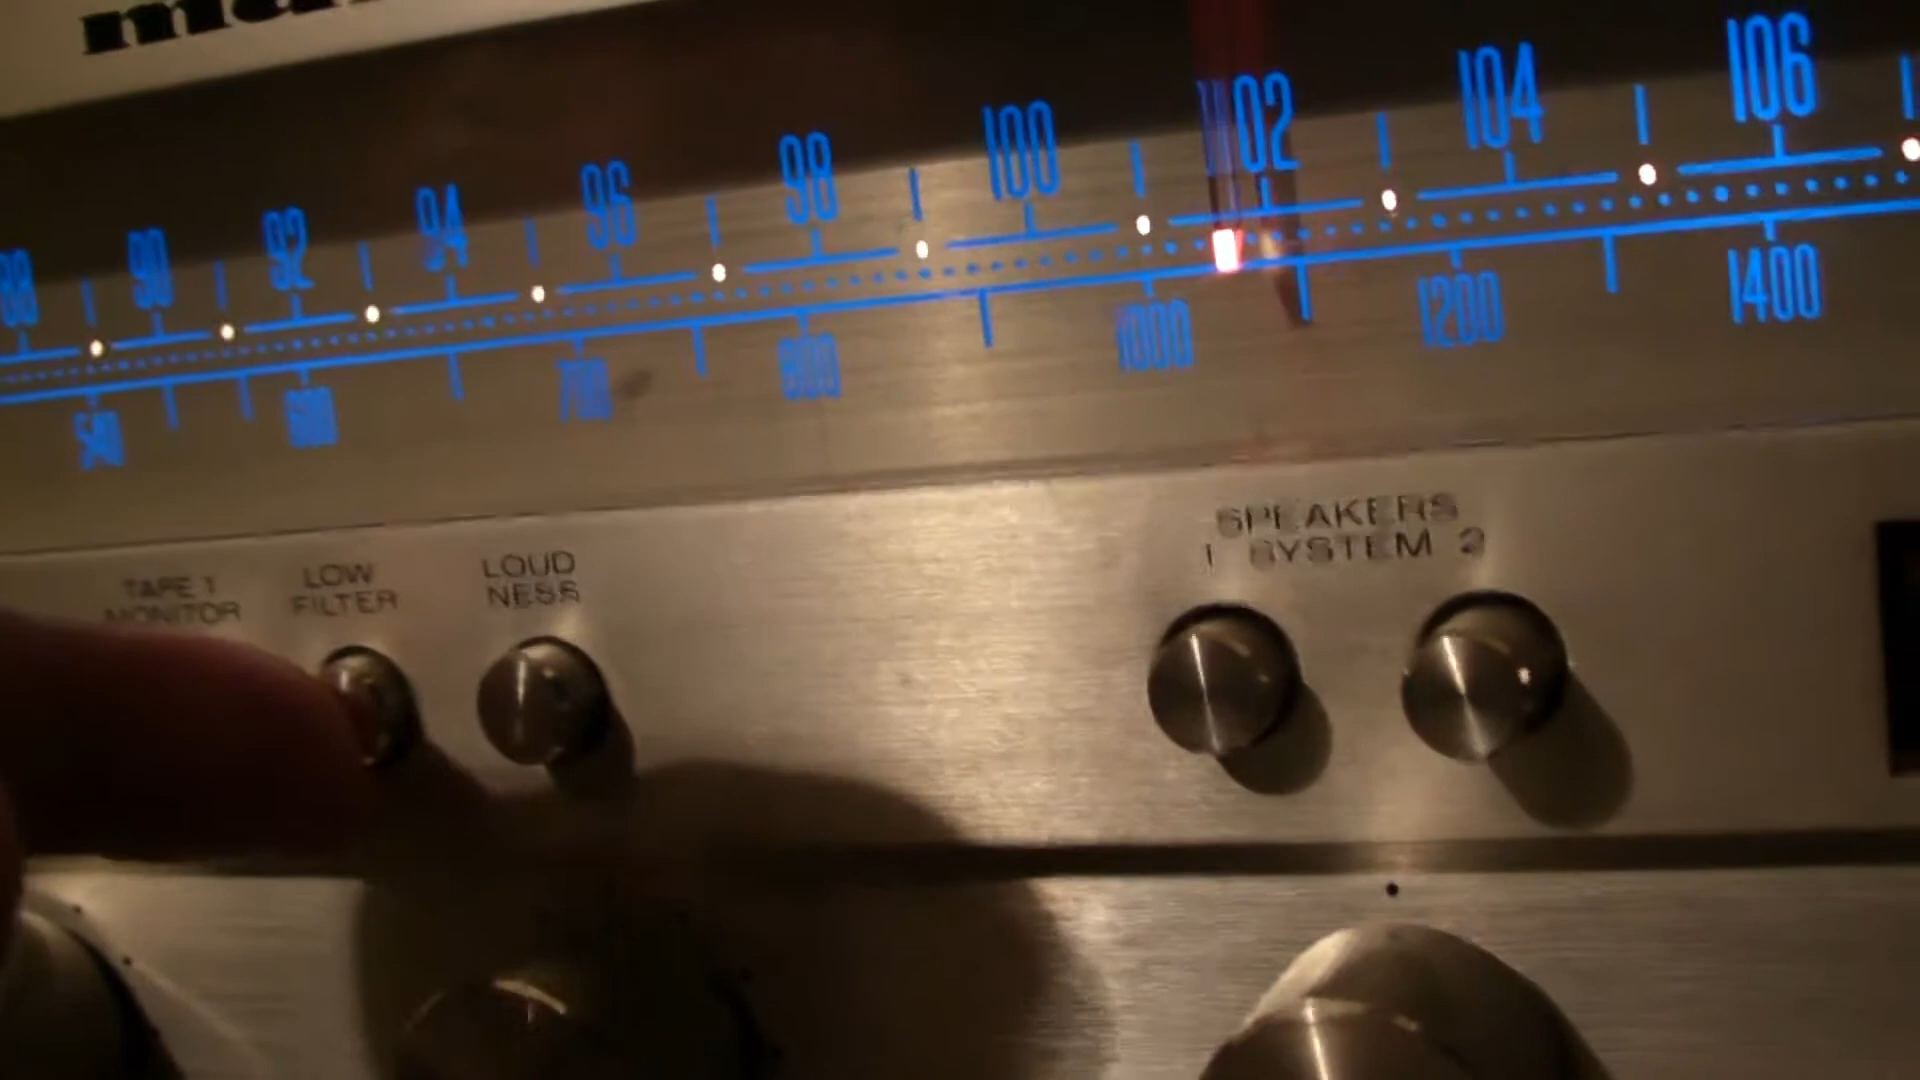 88 90 92 94 96 98 100 102 104 106
540 600 700 800 1000 1200 1400
TAPE 1
MONITOR
LOW
FILTER
LOUD
NESS
SPEAKERS
1 SYSTEM 2